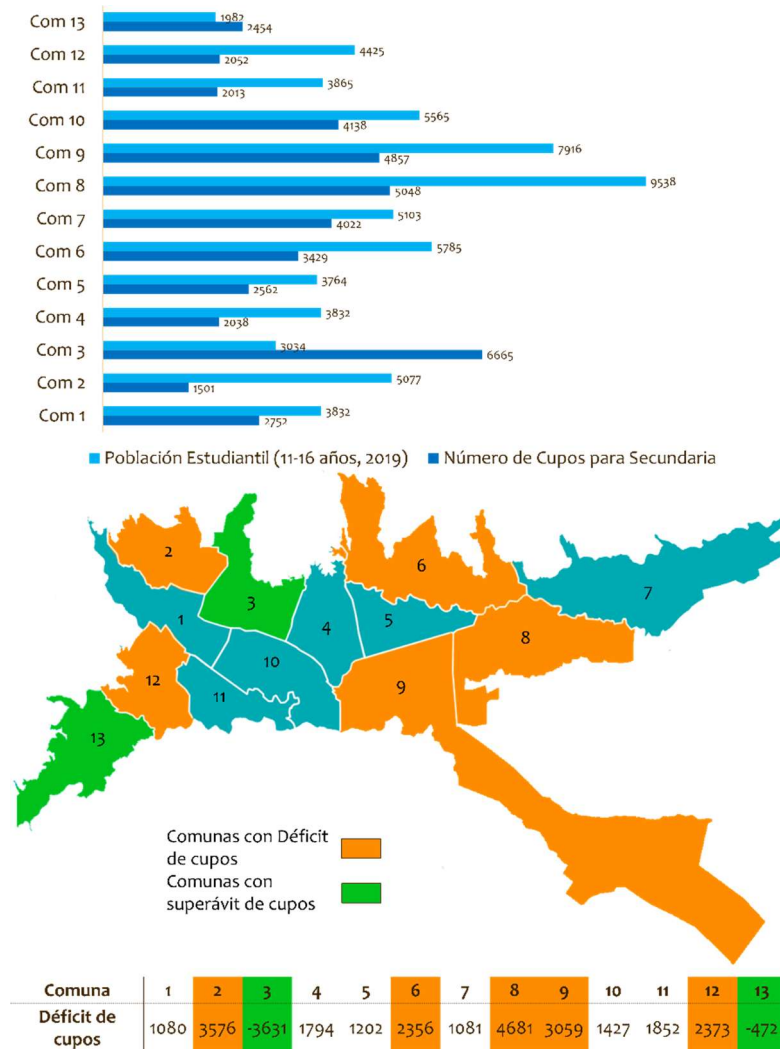 Com 13 1982
2454
Com 12 4425
2052
Com 11 3865
2013
Com 10 5565
4138
Com 9 7916
4857
Com 8 9538
5048
Com 7 5103
4022
Com 6 5785
3429
Com 5 3764
2562
Com 4 3832
2038
Com 3 3034
6665
Com 2 5077
1501
Com 1 3832
2752
Población Estudiantil (11-16 años, 2019) Número de Cupos para Secundaria
2
6
7
3
1
4
5
8
10
12
11
9
13
Comunas con Déficit
de cupos
Comunas con
superávit de cupos
Comuna 1 2 3 4 5 6 7 8 9 10 11 12 13
Déficit de
cupos 1080 3576 -3631 1794 1202 2356 1081 4681 3059 1427 1852 2373 -472